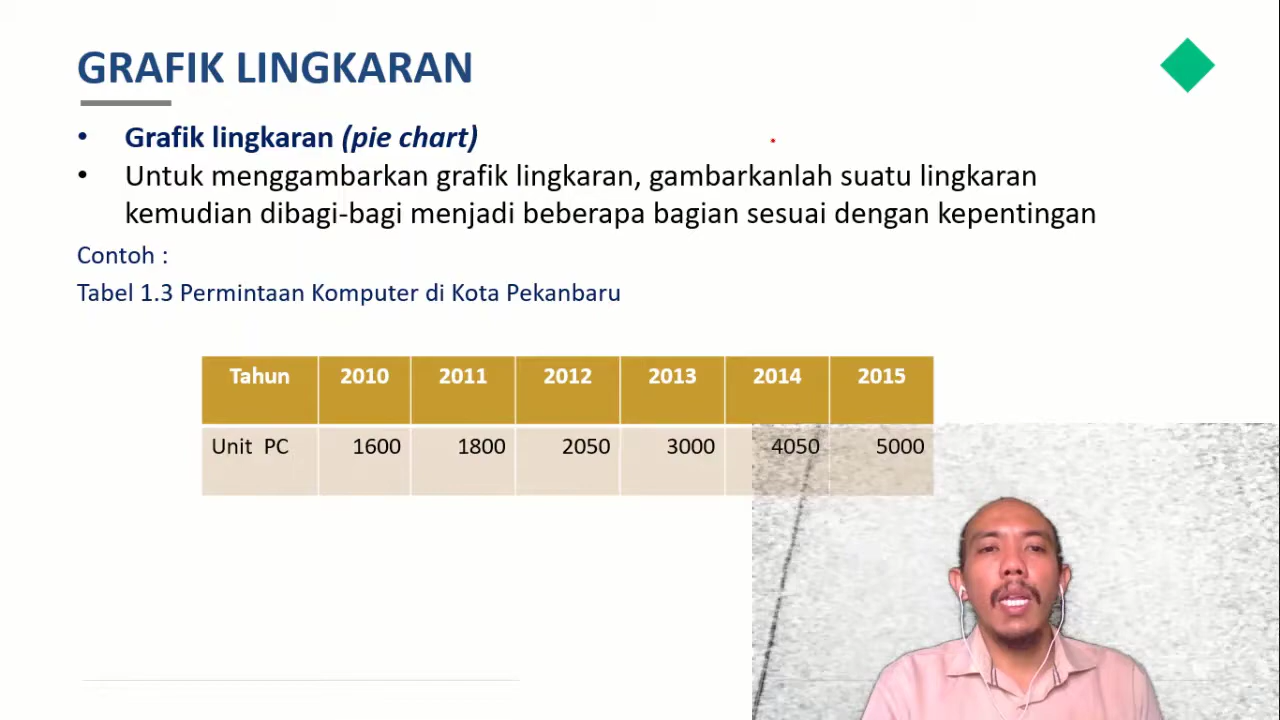 GRAFIK LINGKARAN
• Grafik lingkaran (pie chart)
• Untuk menggambarkan grafik lingkaran, gambarkanlah suatu lingkaran
kemudian dibagi-bagi menjadi beberapa bagian sesuai dengan kepentingan
Contoh :
Tabel 1.3 Permintaan Komputer di Kota Pekanbaru
Tahun 2010 2011 2012 2013 2014 2015
Unit PC 1600 1800 2050 3000 4050 5000